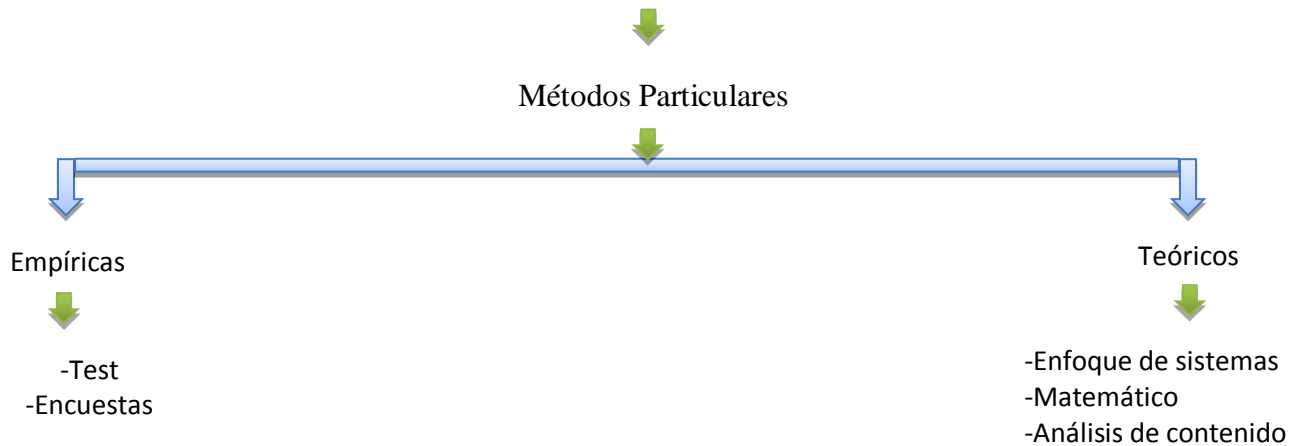 Métodos Particulares
Empíricas
-Test
-Encuestas
Teóricos
-Enfoque de sistemas
-Matemático
-Análisis de contenido